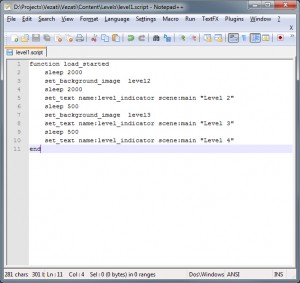 D:\Projects\Vezati\Vezati\Content\Levels\level1.script - Notepad++
File Edit Search View Format Language Settings Macro Run TextFX Plugins Window ? X
level1.script
1 function load_started
2 sleep 2000
3 set_background_image level2
4 sleep 2000
5 set_text name:level_indicator scene:main "Level 2"
6 sleep 500
7 set_background_image level3
8 set_text name:level_indicator scene:main "Level 3"
9 sleep 500
10 set_text name:level_indicator scene:main "Level 4"
11 end
281 chars 301 b Ln : 11 Col : 4 Sel : 0 (0 bytes) in 0 ranges Dos\Windows ANSI INS